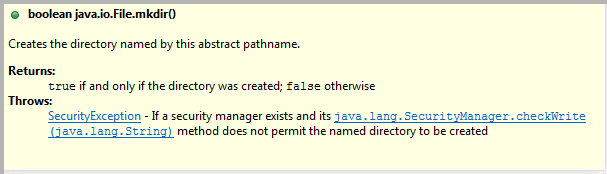 boolean java.io.File.mkdir()
Creates the directory named by this abstract pathname.
Returns:
true if and only if the directory was created; false otherwise
Throws:
SecurityException - If a security manager exists and its java.lang.SecurityManager.checkWrite
(java.lang.String) method does not permit the named directory to be created